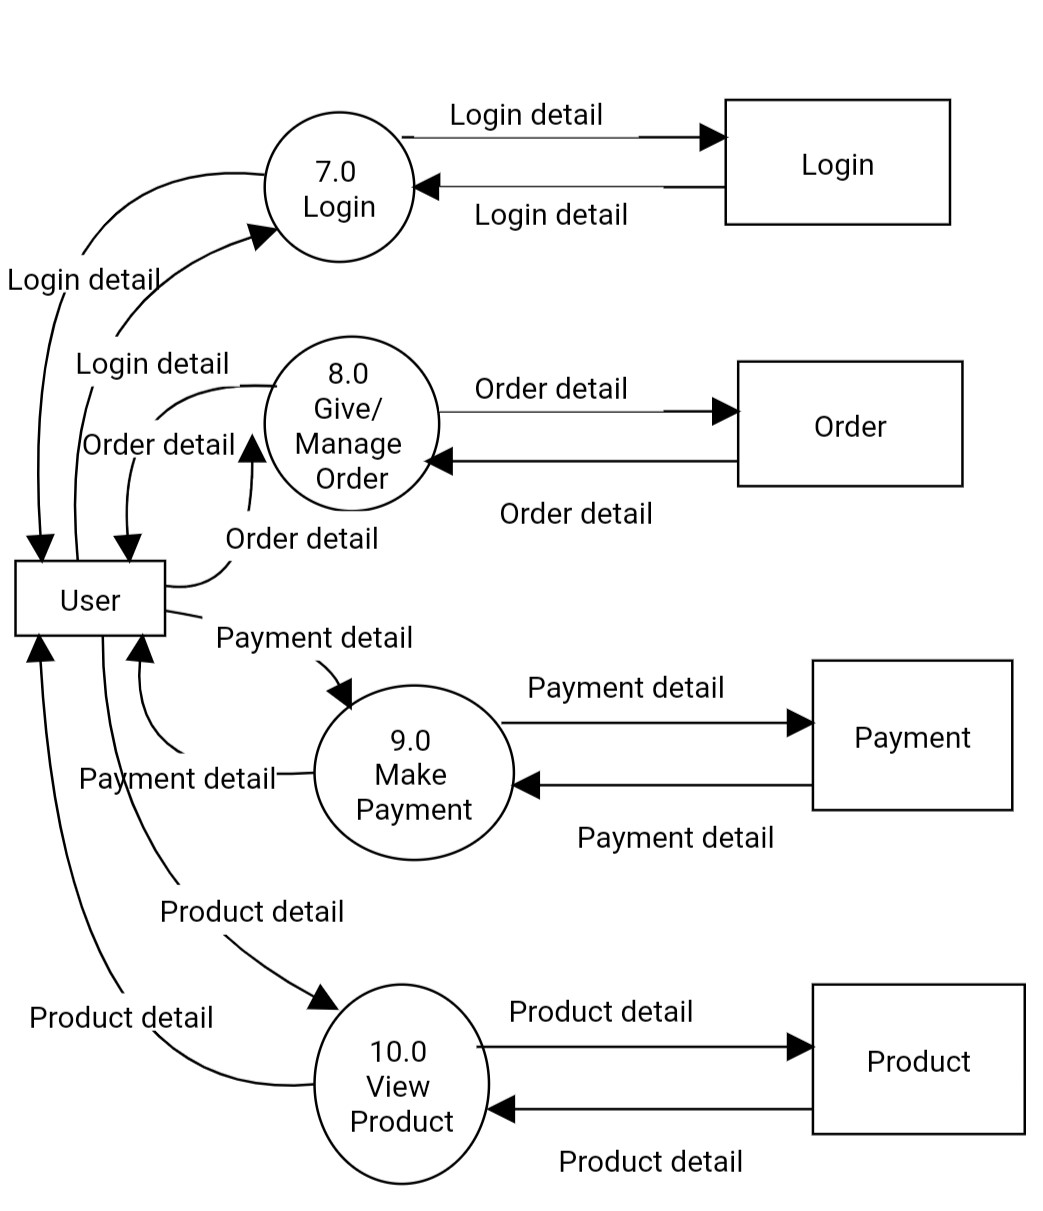 Login detail
7.0
Login
Login
Login detail
Login detail
Login detail
8.0
Give/
Manage
Order
Order detail
Order
Order detail
Order detail
Order detail
User
Payment detail
Payment detail
9.0
Make
Payment
Payment
Payment detail
Payment detail
Product detail
Product detail
Product detail
10.0
View
Product
Product
Product detail